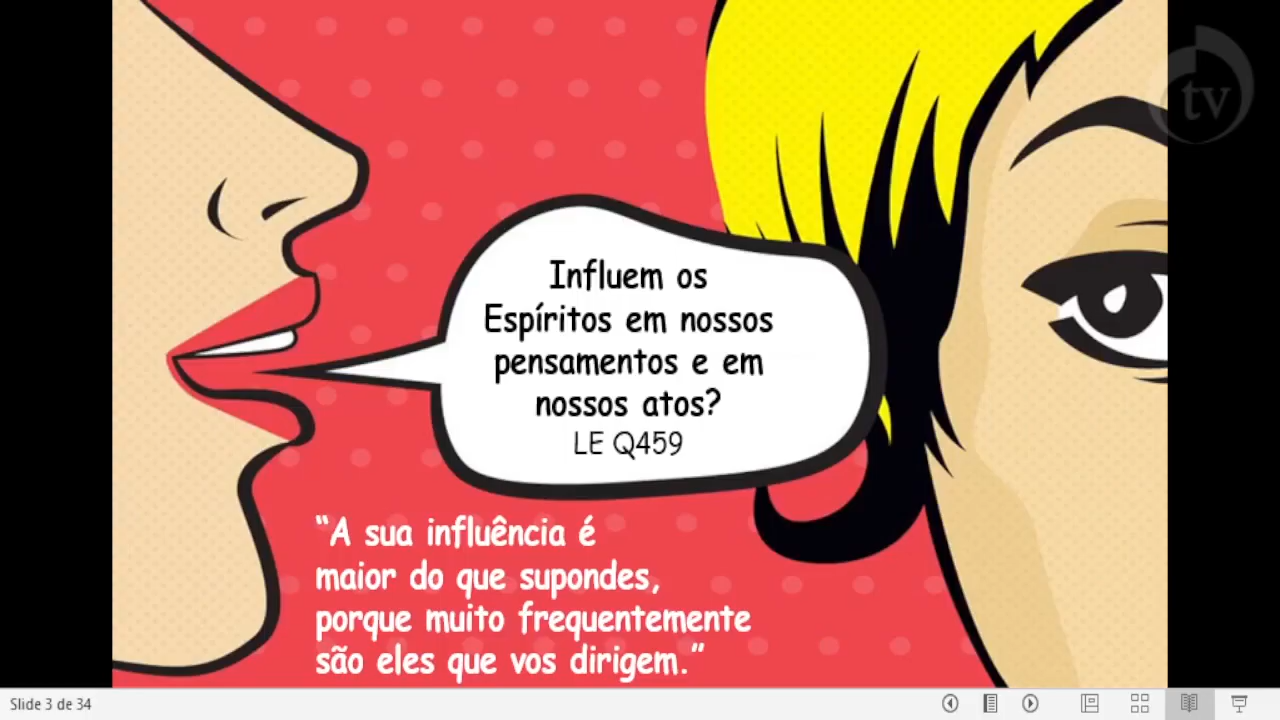 tv
Influem os
Espíritos em nossos
pensamentos e em
nossos atos?
LE Q459
“A sua influência é
maior do que supondes,
porque muito frequentemente
são eles que vos dirigem.”
Slide 3 de 34